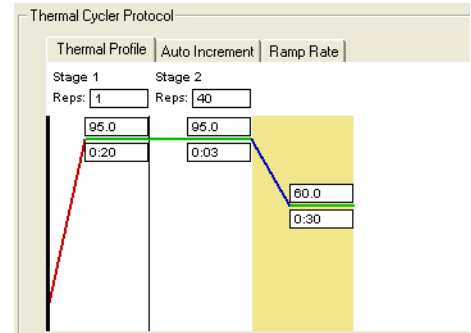 Thermal Cycler Protocol
Thermal Profile Auto Increment Ramp Rate
Stage 1 Stage 2
Reps: 1 Reps: 40
95.0 95.0
0:20 0:03
60.0
0:30